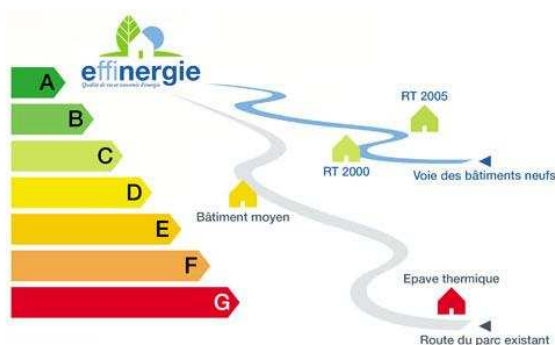 effinergie
A
B
C
D
E
F
G
RT 2005
RT 2000
Voie des bâtiments neufs
Bâtiment moyen
Epave thermique
Route du parc existant